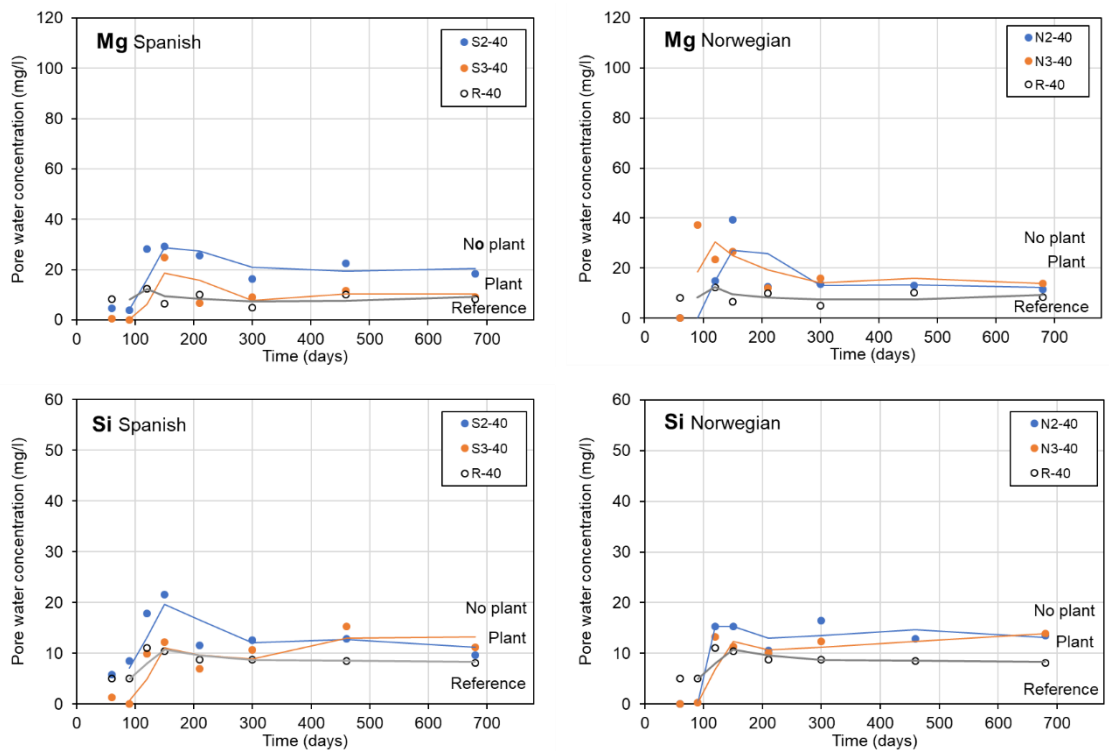 Mg Spanish
Pore water concentration (mg/l)
120
100
80
60
40
20
0
S2-40
S3-40
R-40
No plant
Plant
Reference
0 100 200 300 400 500 600 700
Time (days)
Mg Norwegian
Pore water concentration (mg/l)
120
100
80
60
40
20
0
N2-40
N3-40
R-40
No plant
Plant
Reference
0 100 200 300 400 500 600 700
Time (days)
Si Spanish
Pore water concentration (mg/l)
60
50
40
30
20
10
0
S2-40
S3-40
R-40
No plant
Plant
Reference
0 100 200 300 400 500 600 700
Time (days)
Si Norwegian
Pore water concentration (mg/l)
60
50
40
30
20
10
0
N2-40
N3-40
R-40
No plant
Plant
Reference
0 100 200 300 400 500 600 700
Time (days)